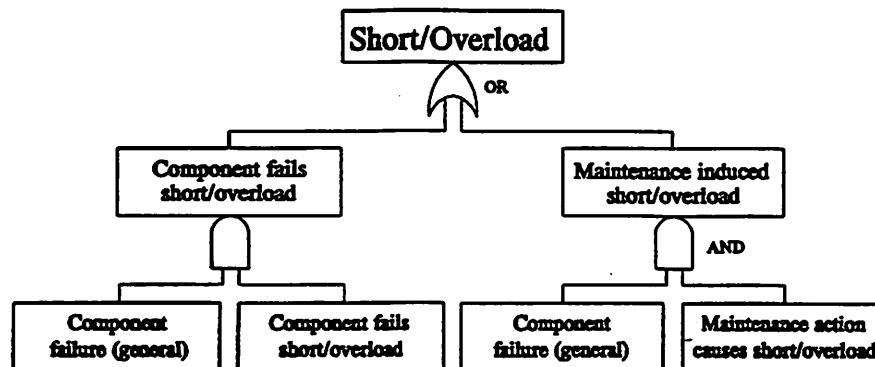 Short/Overload
OR
Component fails
short/overload
Maintenance induced
short/overload
AND
Component
failure (general)
Component fails
short/overload
Component
failure (general)
Maintenance action
causes short/overload